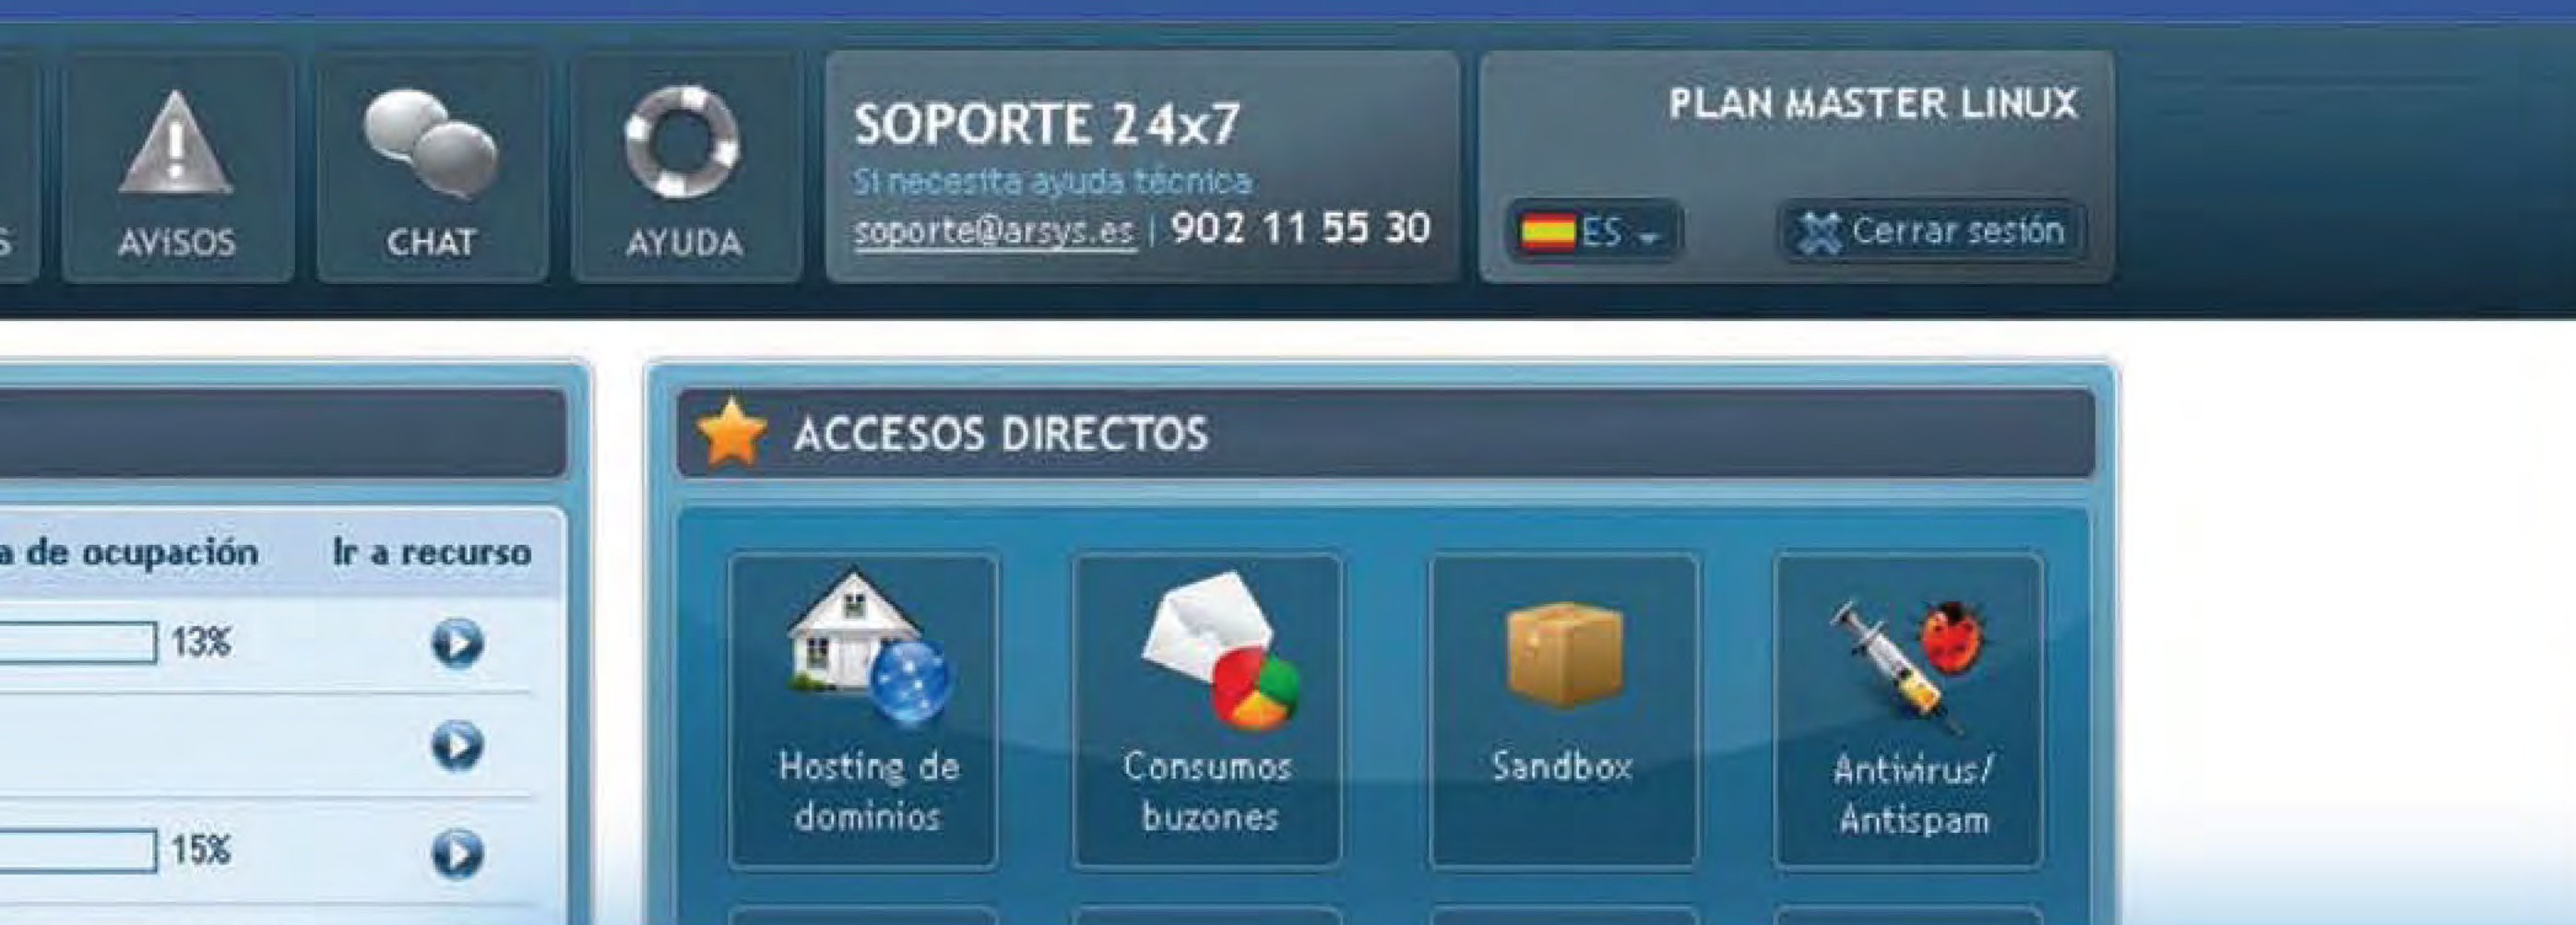 S
AVISOS
CHAT
AYUDA
SOPORTE 24x7
Si necesita ayuda técnica
soporte@arsys.es | 902 11 55 30
PLAN MASTER LINUX
ES
Cerrar sesión
ACCESOS DIRECTOS
a de ocupación
Ir a recurso
13%
15%
Hosting de
dominios
Consumos
buzones
Sandbox
Antivirus/
Antispam